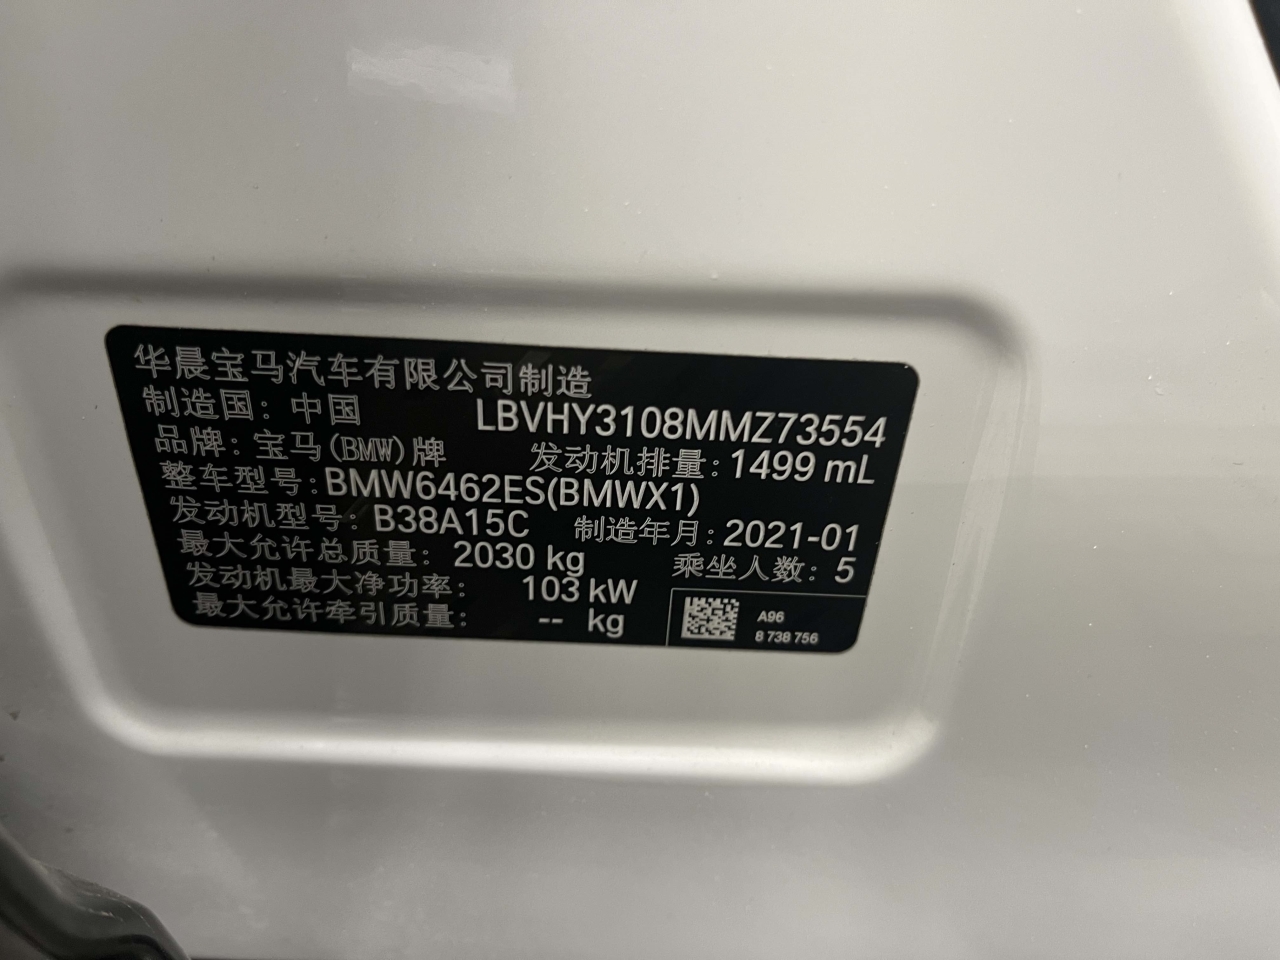 华晨宝马汽车有限公司制造
制造国：中国 LBVHY3108MMZ73554
品牌：宝马(BMW)牌 发动机排量：1499 mL
整车型号：BMW6462ES(BMWX1)
发动机型号：B38A15C 制造年月：2021-01
最大允许总质量：2030 kg 乘坐人数：5
发动机最大净功率：103 kW
最大允许牵引质量：-- kg
A96
8 738 756